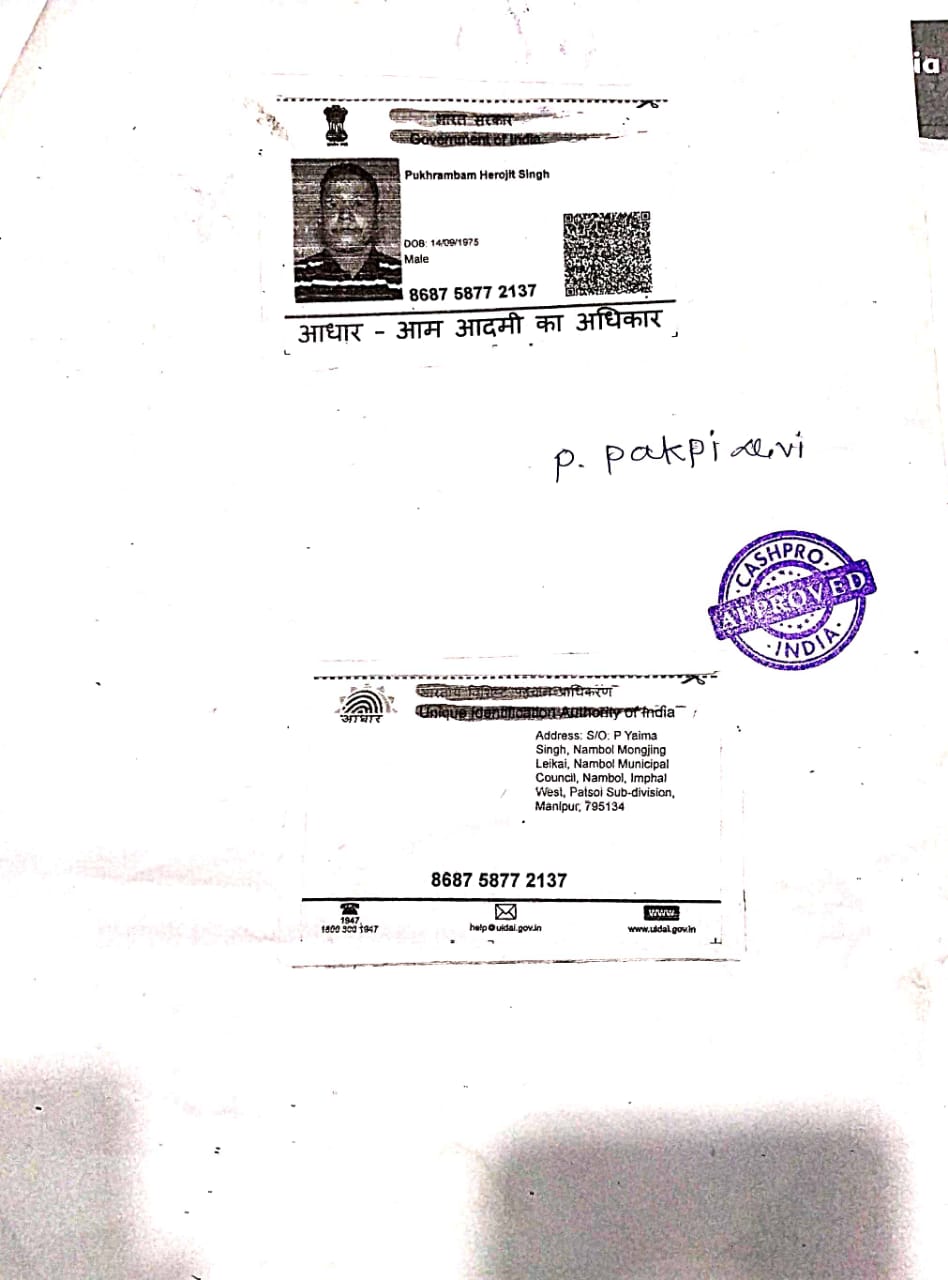 ia
भारत सरकार
Government of India
Pukhrambam Herojit Singh
DOB: 14/09/1975
Male
8687 5877 2137
आधार - आम आदमी का अधिकार
P. Pakpi devi
CASHPRO
APPROVED
INDIA
भारतीय विशिष्ट पहचान प्राधिकरण
Unique Identification Authority of India
आधार
Address: S/O: P Yaima
Singh, Nambol Mongjing
Leikai, Nambol Municipal
Council, Nambol, Imphal
West, Patsoi Sub-division,
Manipur, 795134
8687 5877 2137
1947
1800 300 1947
help@uidai.gov.in
www
www.uidai.gov.in